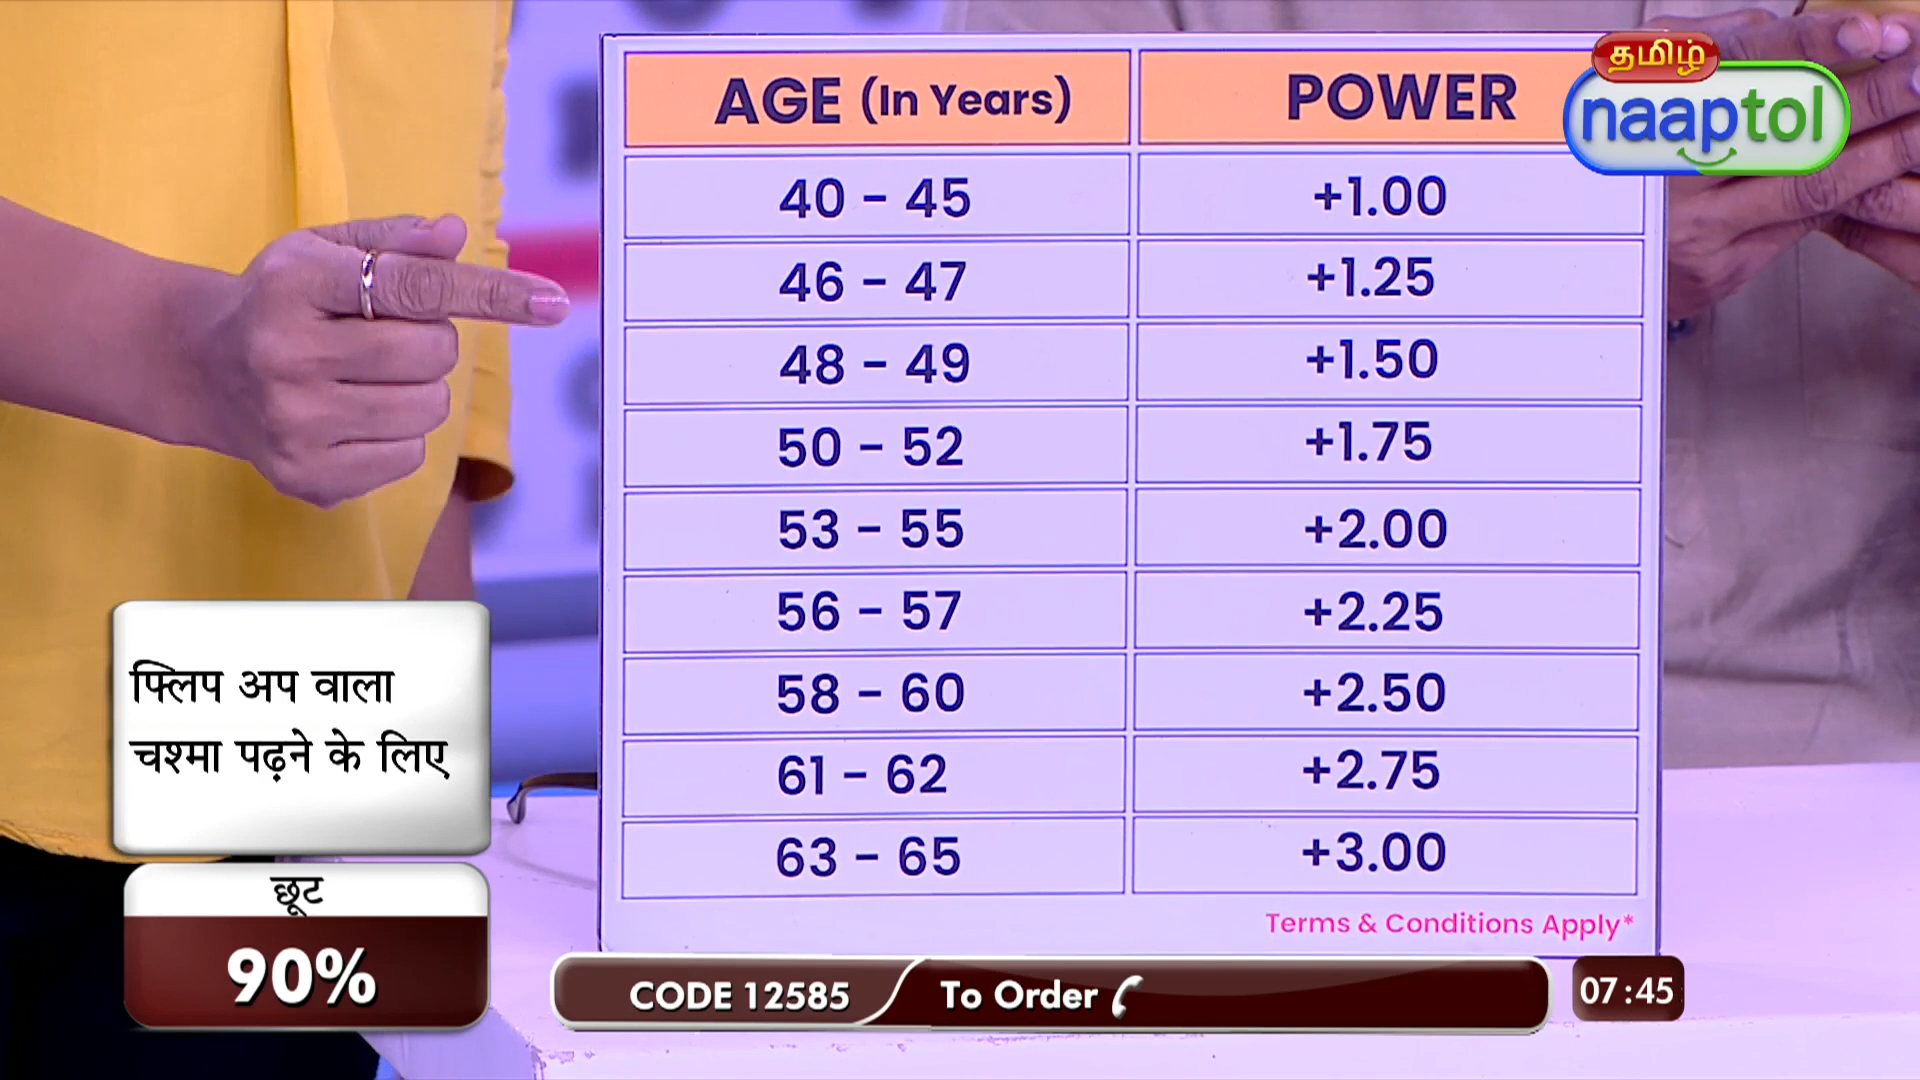 தமிழ்
naaptol
AGE (In Years) POWER
40 - 45 +1.00
46 - 47 +1.25
48 - 49 +1.50
50 - 52 +1.75
53 - 55 +2.00
56 - 57 +2.25
58 - 60 +2.50
61 - 62 +2.75
63 - 65 +3.00
Terms & Conditions Apply*
फ्लिप अप वाला
चश्मा पढ़ने के लिए
छूट
90%
CODE 12585 To Order
07:45